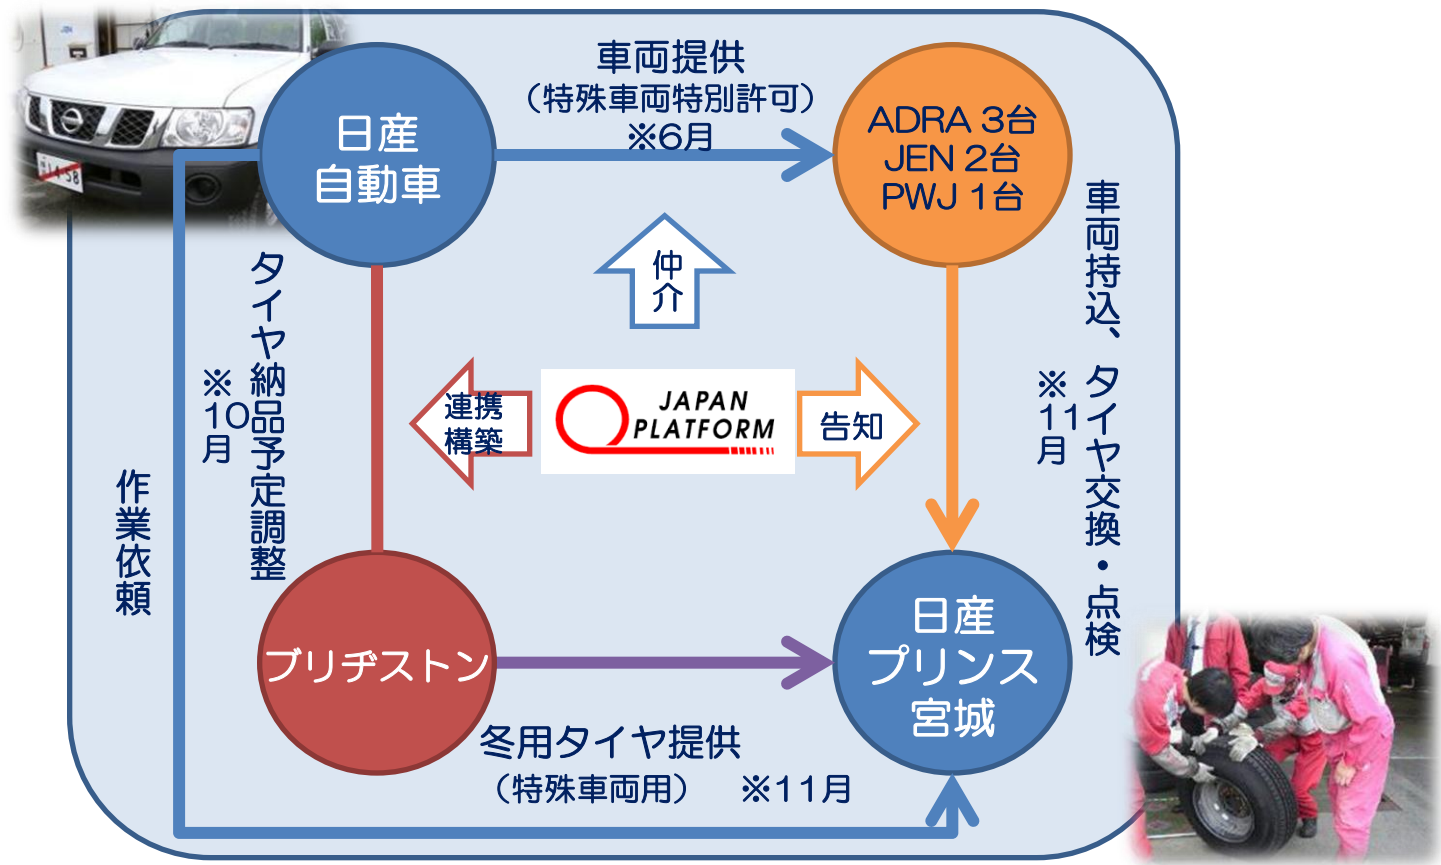 車両提供
（特殊車両特別許可）
※6月
日産
自動車
ADRA 3台
JEN 2台
PWJ 1台
14-58
仲
介
タイヤ納品予定調整
※
10
月
車両持込、タイヤ交換・点検
※
11
月
連携
構築
JAPAN
PLATFORM
告知
作業依頼
ブリヂストン
日産
プリンス
宮城
冬用タイヤ提供
（特殊車両用）　※11月